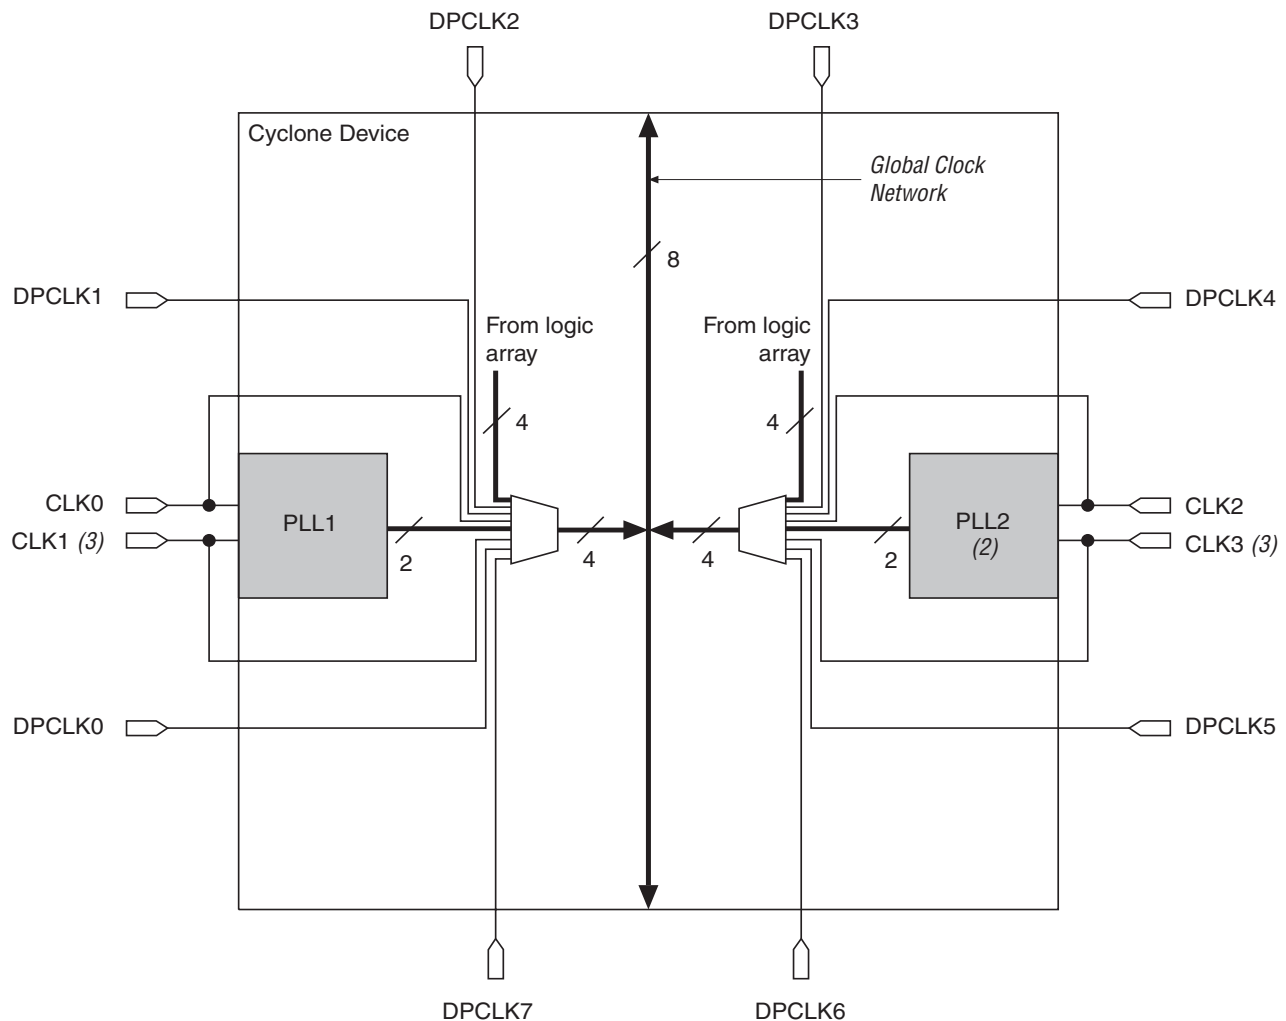 DPCLK2
DPCLK3
Cyclone Device
Global Clock
Network
8
DPCLK1
DPCLK4
From logic
array
From logic
array
4
4
CLK0
CLK1 (3)
PLL1
2
4
4
2
PLL2
(2)
CLK2
CLK3 (3)
DPCLK0
DPCLK5
DPCLK7
DPCLK6